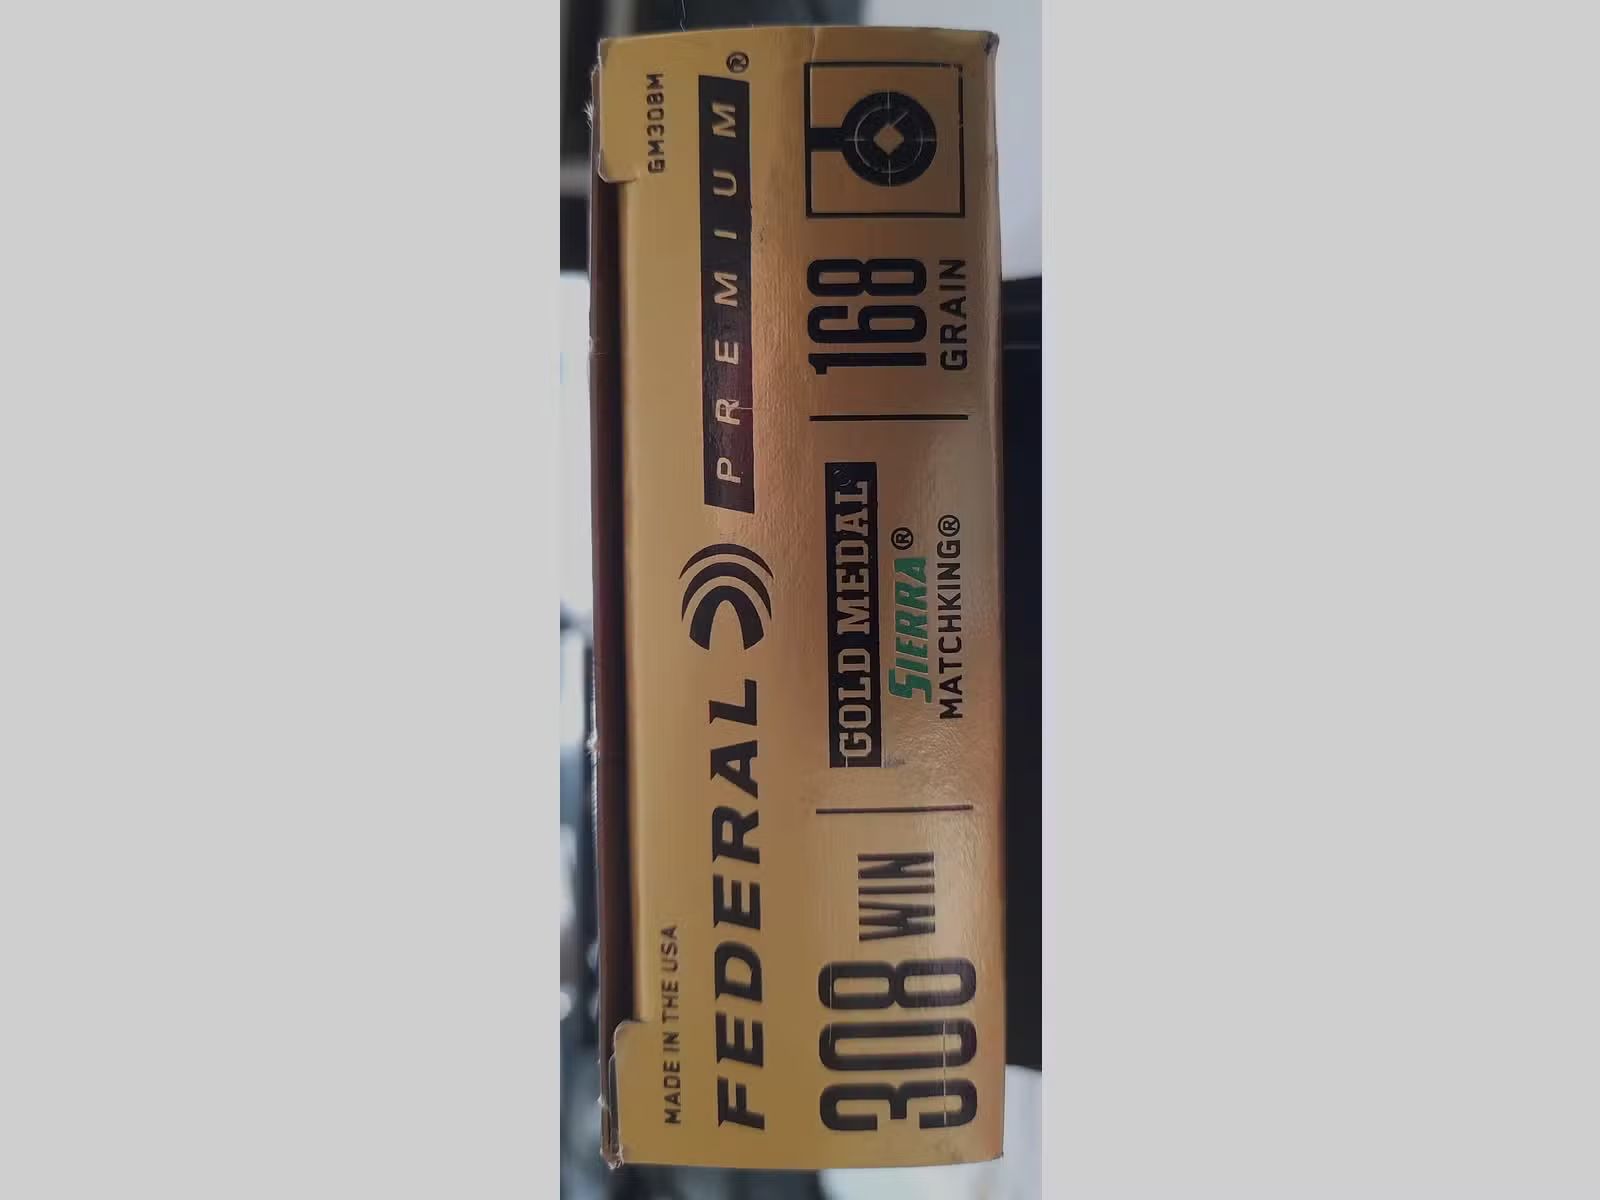 MADE IN THE USA
GM308M
FEDERAL PREMIUM®
308 WIN
GOLD MEDAL
SIERRA®
MATCHKING®
168
GRAIN